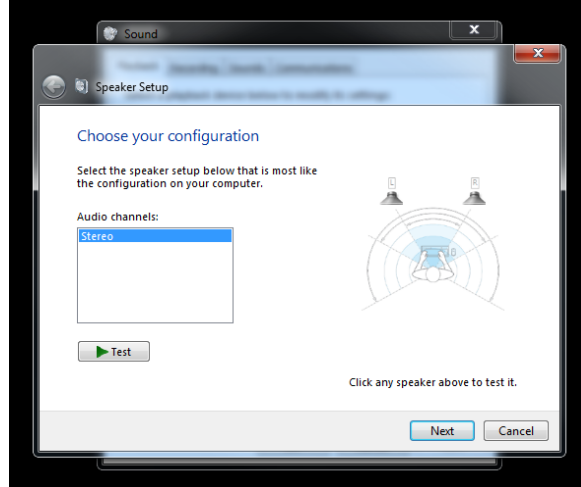 Sound
Speaker Setup
Choose your configuration
Select the speaker setup below that is most like
the configuration on your computer.
L R
Audio channels:
Stereo
Test
Click any speaker above to test it.
Next Cancel